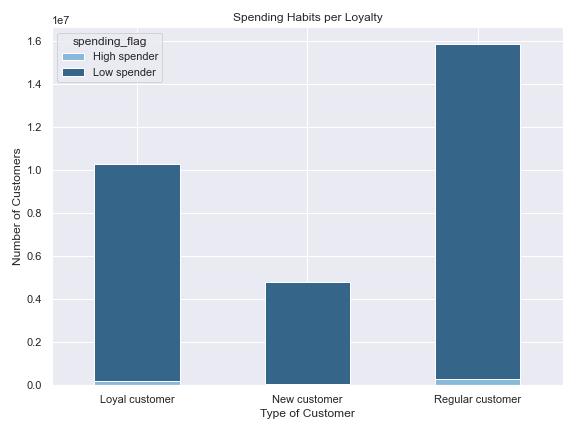 Spending Habits per Loyalty
1e7
spending_flag
High spender
Low spender
1.6
1.4
1.2
1.0
0.8
0.6
0.4
0.2
0.0
Number of Customers
Loyal customer
New customer
Regular customer
Type of Customer